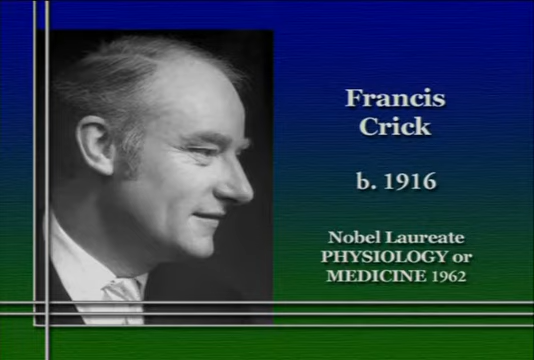 Francis
Crick
b. 1916
Nobel Laureate
PHYSIOLOGY or
MEDICINE 1962